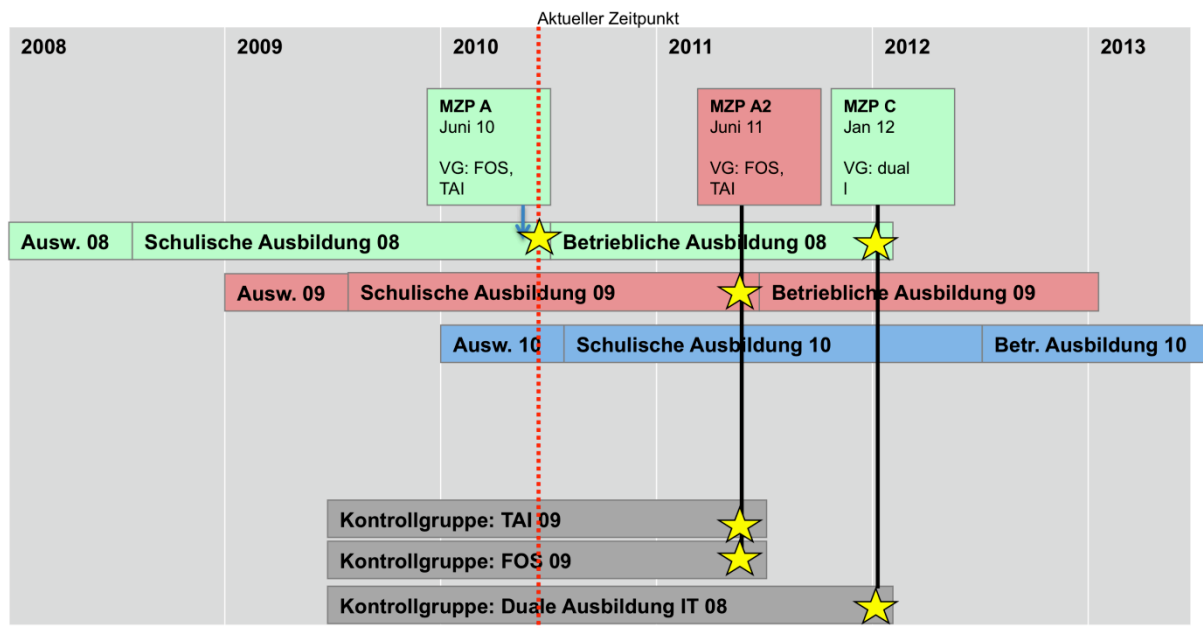 Aktueller Zeitpunkt
2008 2009 2010 2011 2012 2013
MZP A
Juni 10
VG: FOS,
TAI
MZP A2
Juni 11
VG: FOS,
TAI
MZP C
Jan 12
VG: dual
I
Ausw. 08 Schulische Ausbildung 08 Betriebliche Ausbildung 08
Ausw. 09 Schulische Ausbildung 09 Betriebliche Ausbildung 09
Ausw. 10 Schulische Ausbildung 10 Betr. Ausbildung 10
Kontrollgruppe: TAI 09
Kontrollgruppe: FOS 09
Kontrollgruppe: Duale Ausbildung IT 08